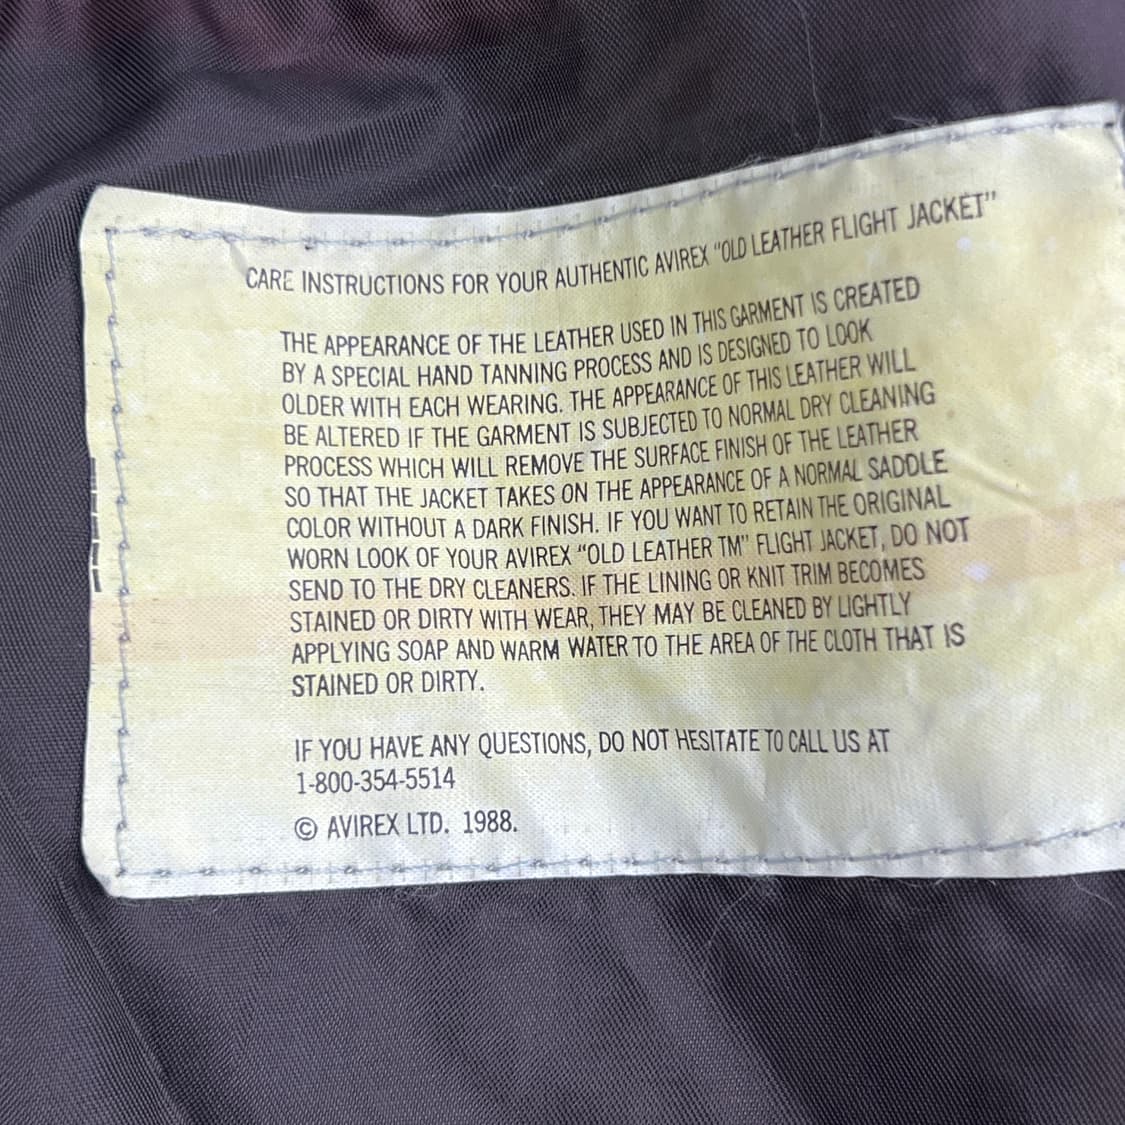 CARE INSTRUCTIONS FOR YOUR AUTHENTIC AVIREX "OLD LEATHER FLIGHT JACKET"
THE APPEARANCE OF THE LEATHER USED IN THIS GARMENT IS CREATED
BY A SPECIAL HAND TANNING PROCESS AND IS DESIGNED TO LOOK
OLDER WITH EACH WEARING. THE APPEARANCE OF THIS LEATHER WILL
BE ALTERED IF THE GARMENT IS SUBJECTED TO NORMAL DRY CLEANING
PROCESS WHICH WILL REMOVE THE SURFACE FINISH OF THE LEATHER
SO THAT THE JACKET TAKES ON THE APPEARANCE OF A NORMAL SADDLE
COLOR WITHOUT A DARK FINISH. IF YOU WANT TO RETAIN THE ORIGINAL
WORN LOOK OF YOUR AVIREX "OLD LEATHER TM" FLIGHT JACKET, DO NOT
SEND TO THE DRY CLEANERS. IF THE LINING OR KNIT TRIM BECOMES
STAINED OR DIRTY WITH WEAR, THEY MAY BE CLEANED BY LIGHTLY
APPLYING SOAP AND WARM WATER TO THE AREA OF THE CLOTH THAT IS
STAINED OR DIRTY.
IF YOU HAVE ANY QUESTIONS, DO NOT HESITATE TO CALL US AT
1-800-354-5514
© AVIREX LTD. 1988.